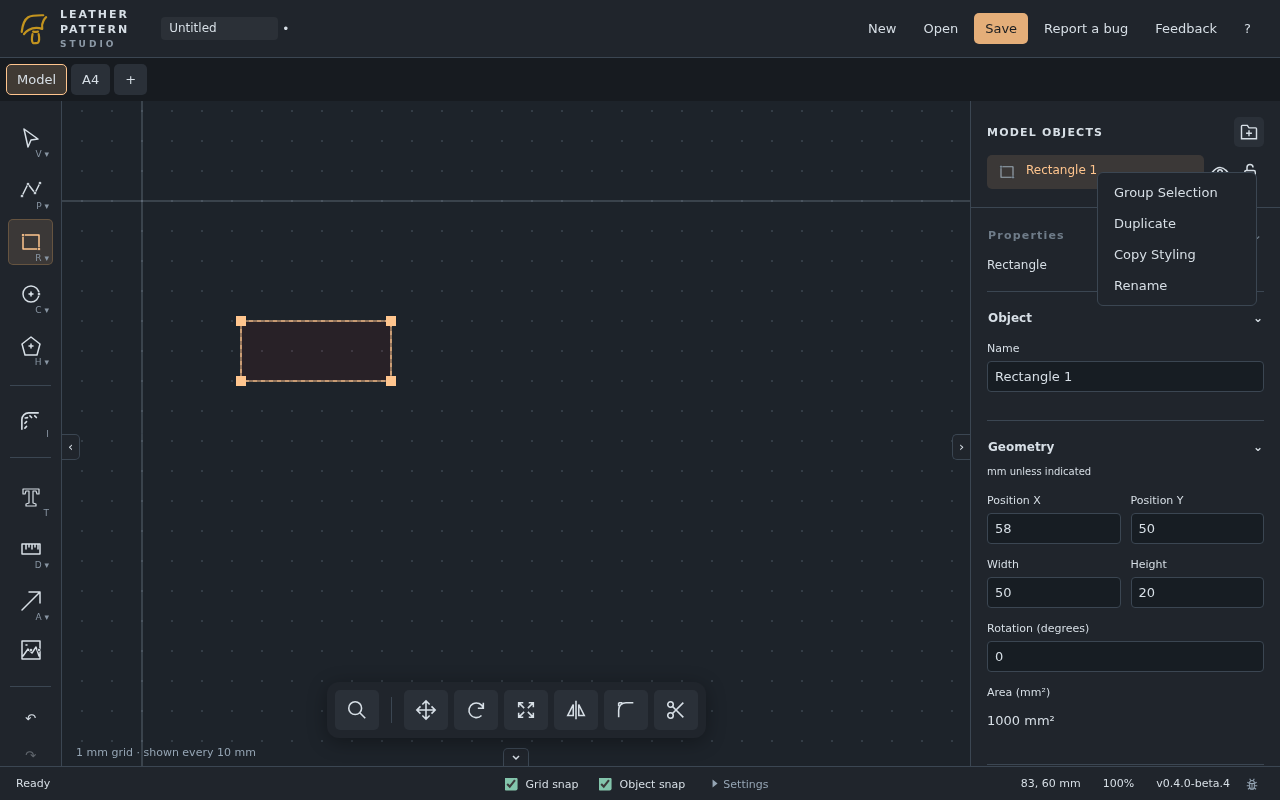 LEATHER
PATTERN
STUDIO
Untitled •
New Open Save Report a bug Feedback ?
Model A4 +
V ▾
P ▾
R ▾
C ▾
H ▾
I
T
D ▾
A ▾
MODEL OBJECTS
Rectangle 1
Group Selection
Duplicate
Copy Styling
Rename
Properties
Rectangle
Object
Name
Rectangle 1
Geometry
mm unless indicated
Position X Position Y
58 50
Width Height
50 20
Rotation (degrees)
0
Area (mm²)
1000 mm²
1 mm grid · shown every 10 mm
Ready
Grid snap Object snap Settings
83, 60 mm 100% v0.4.0-beta.4